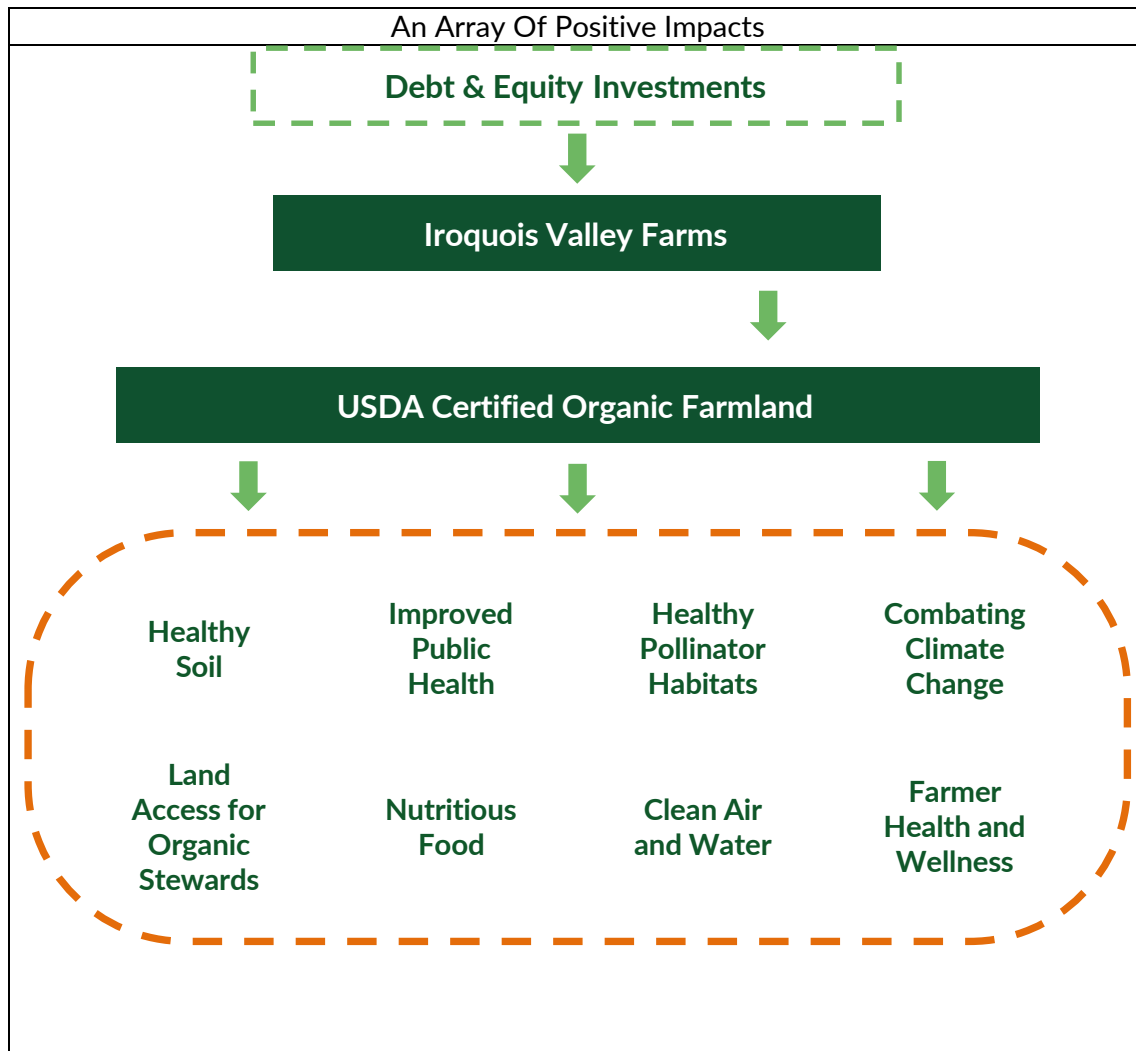 An Array Of Positive Impacts
Debt & Equity Investments
Iroquois Valley Farms
USDA Certified Organic Farmland
Healthy
Soil
Improved
Public
Health
Healthy
Pollinator
Habitats
Combating
Climate
Change
Land
Access for
Organic
Stewards
Nutritious
Food
Clean Air
and Water
Farmer
Health and
Wellness